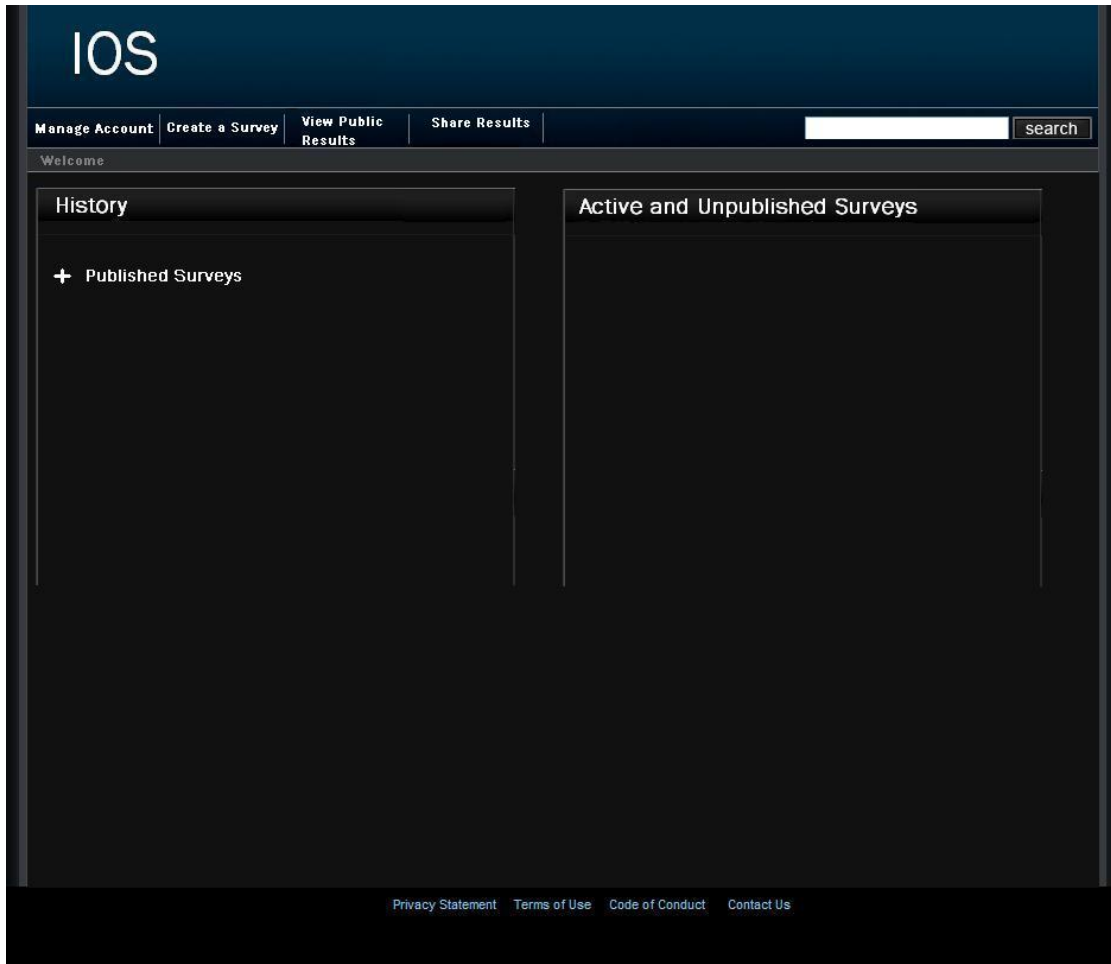 IOS
Manage Account
Create a Survey
View Public
Results
Share Results
search
Welcome
History
Active and Unpublished Surveys
+ Published Surveys
Privacy Statement
Terms of Use
Code of Conduct
Contact Us